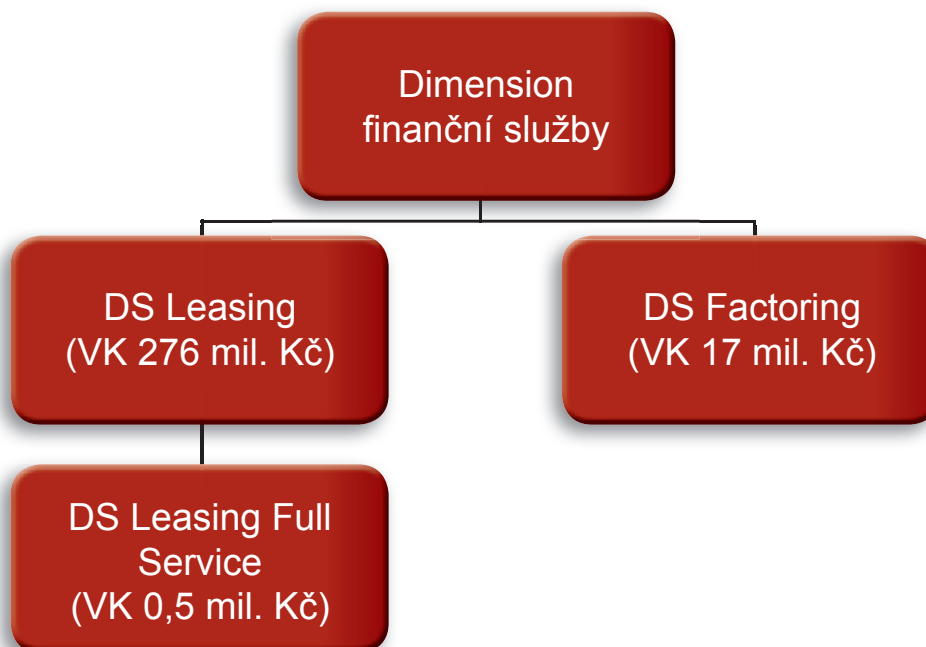 Dimension
finanční služby
DS Leasing
(VK 276 mil. Kč)
DS Factoring
(VK 17 mil. Kč)
DS Leasing Full
Service
(VK 0,5 mil. Kč)